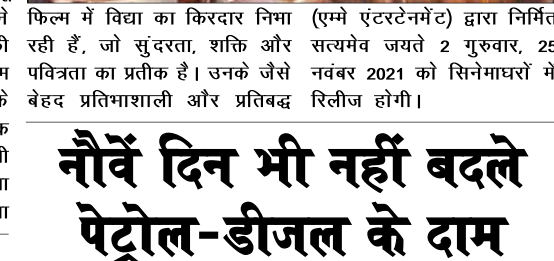 फिल्म में विद्या का किरदार निभा
रही हैं, जो सुंदरता, शक्ति और
पवित्रता का प्रतीक है। उनके जैसे
बेहद प्रतिभाशाली और प्रतिबद्ध
(एम्मे एंटरटेनमेंट) द्वारा निर्मित
सत्यमेव जयते 2 गुरुवार, 25
नवंबर 2021 को सिनेमाघरों में
रिलीज होगी।
नौवें दिन भी नहीं बदले
पेट्रोल-डीजल के दाम